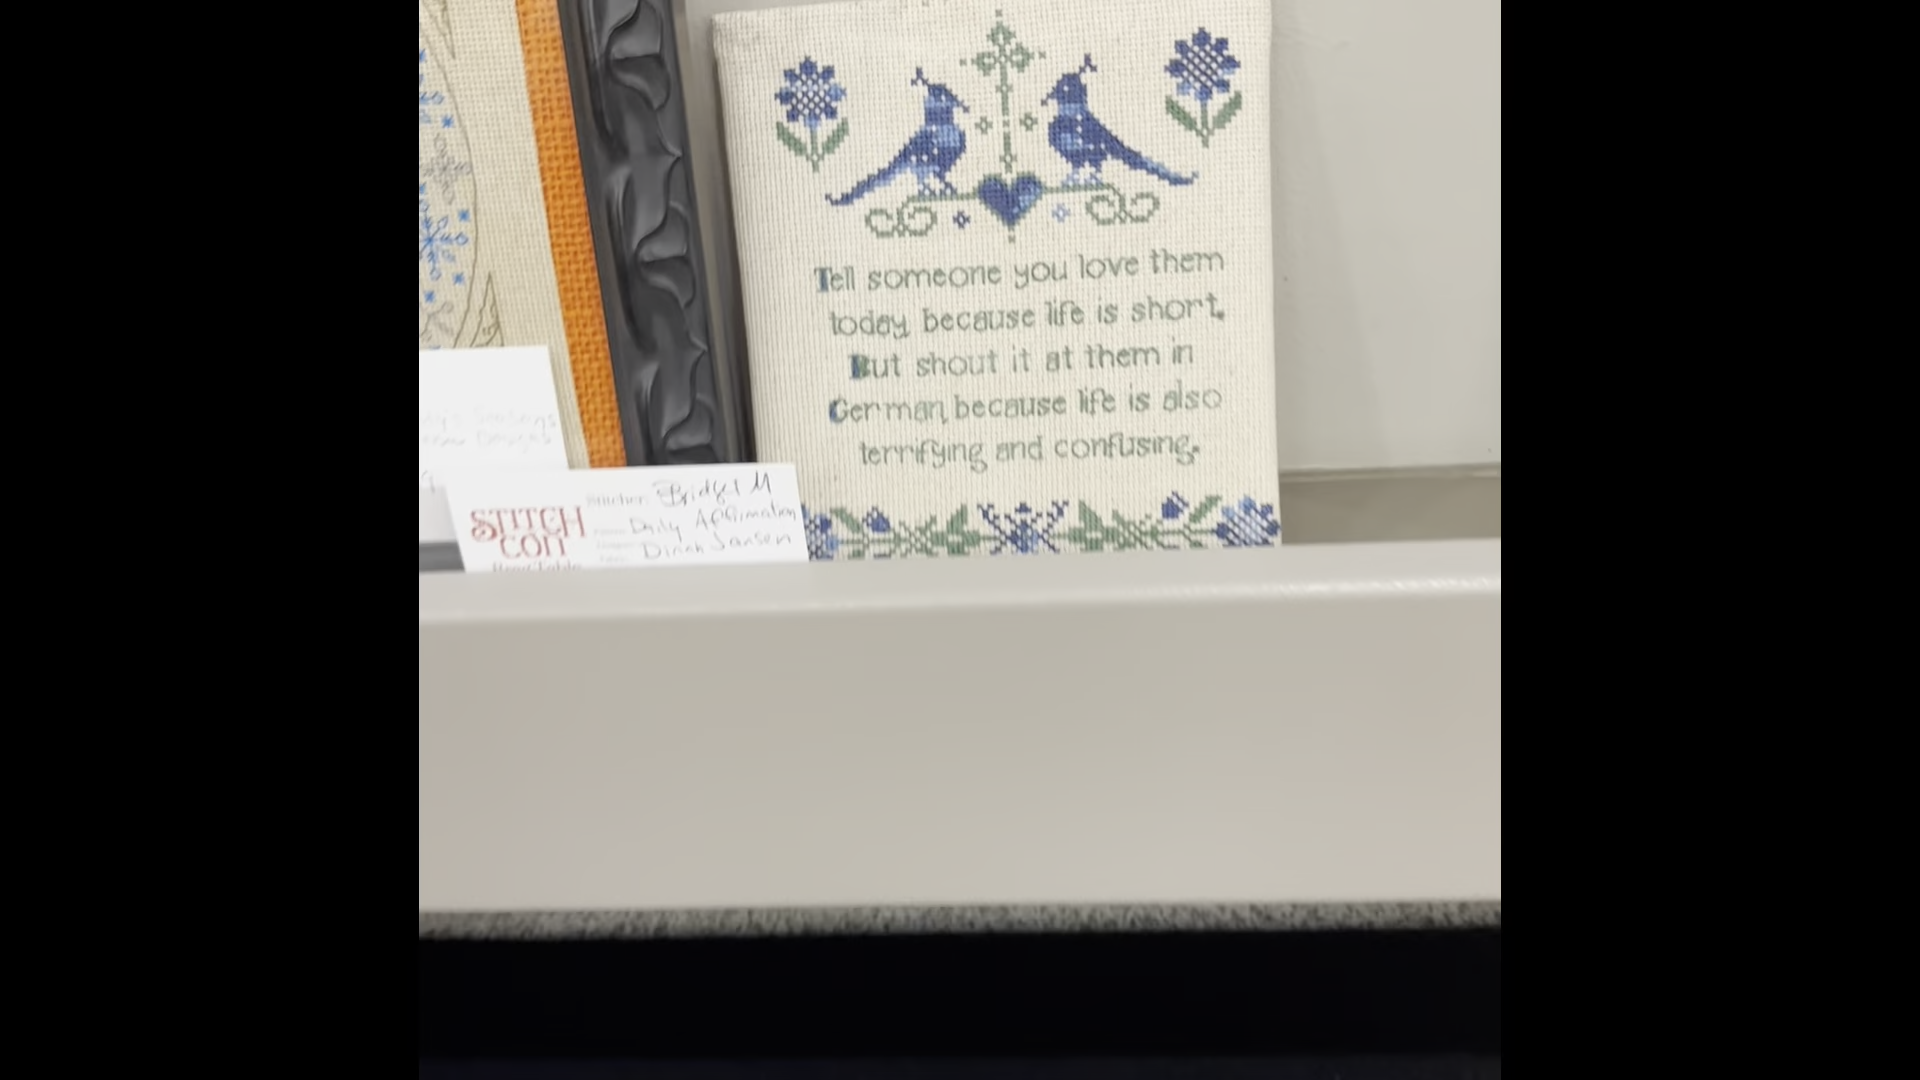 Tell someone you love them
today, because life is short.
But shout it at them in
German, because life is also
terrifying and confusing.
STITCH
CON
Stitcher: Bridget M
Daily Affirmation
Dinah Jansen